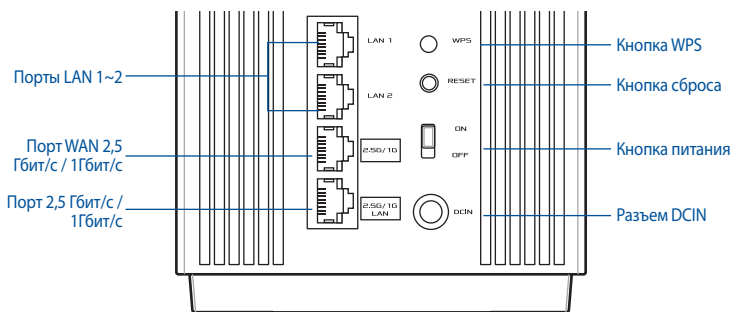 LAN 1
WPS
Кнопка WPS
Порты LAN 1~2
RESET
Кнопка сброса
LAN 2
ON
OFF
Порт WAN 2,5
Гбит/с / 1Гбит/с
2.5G/1G
Кнопка питания
Порт 2,5 Гбит/с /
1Гбит/с
2.5G/1G
LAN
DCIN
Разъем DCIN